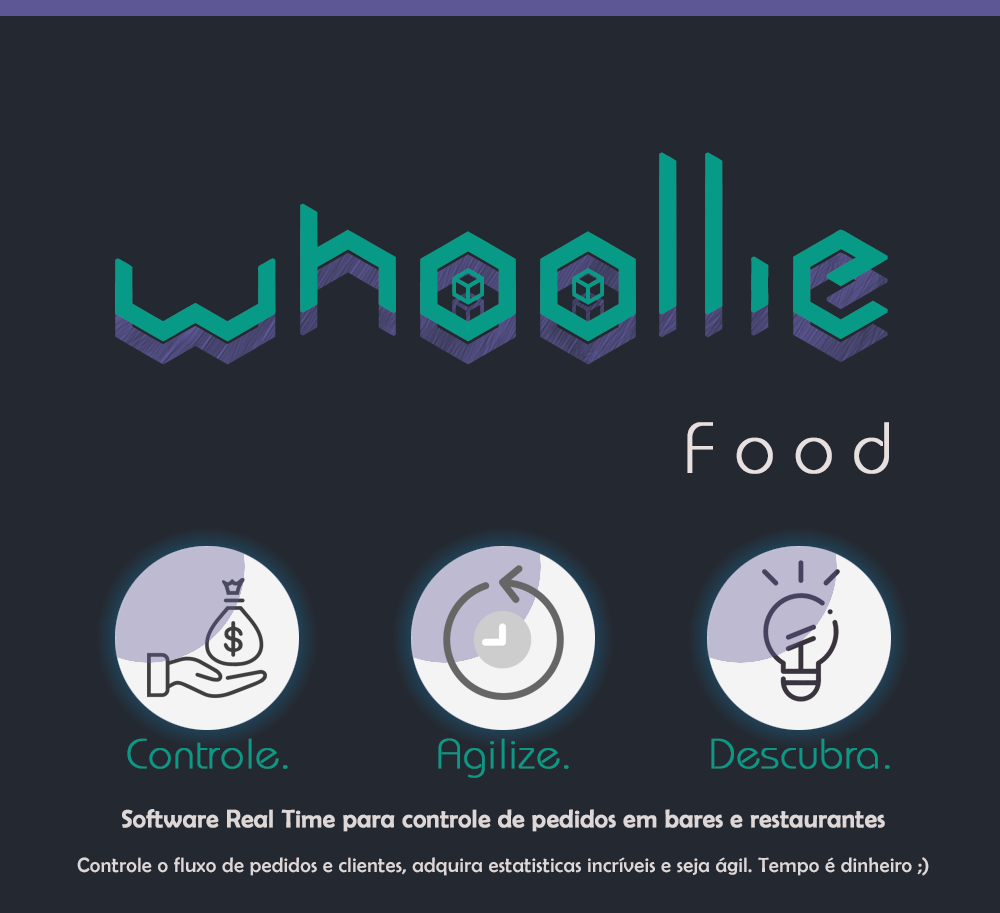 whoollie
Food
$
Controle. Agilize. Descubra.
Software Real Time para controle de pedidos em bares e restaurantes
Controle o fluxo de pedidos e clientes, adquira estatisticas incríveis e seja ágil. Tempo é dinheiro ;)